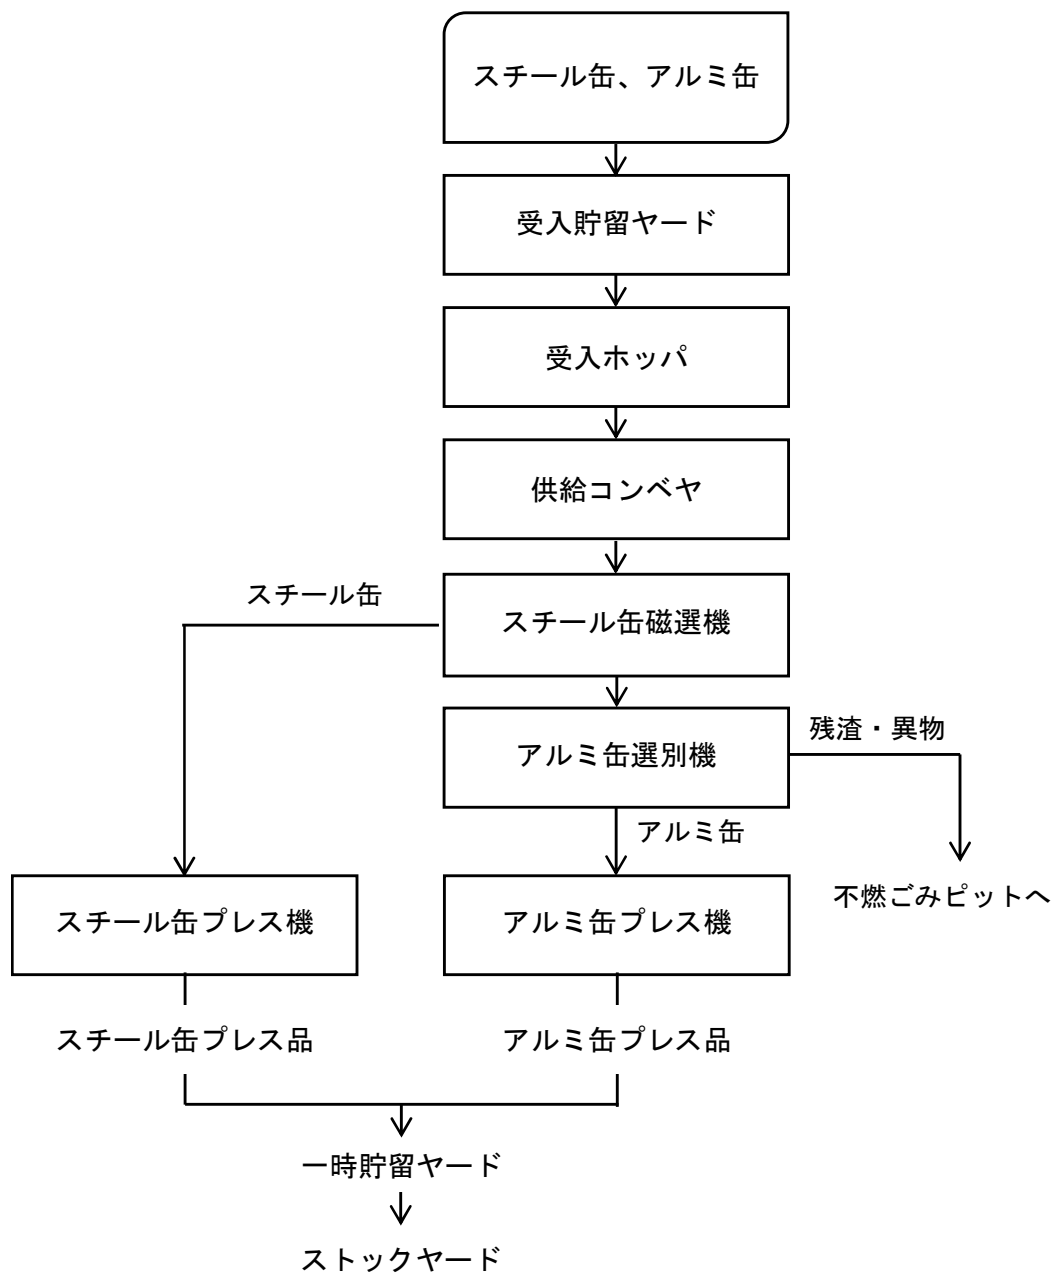 スチール缶、アルミ缶
受入貯留ヤード
受入ホッパ
供給コンベヤ
スチール缶
スチール缶磁選機
残渣・異物
アルミ缶選別機
アルミ缶
不燃ごみピットへ
スチール缶プレス機
アルミ缶プレス機
スチール缶プレス品
アルミ缶プレス品
一時貯留ヤード
ストックヤード